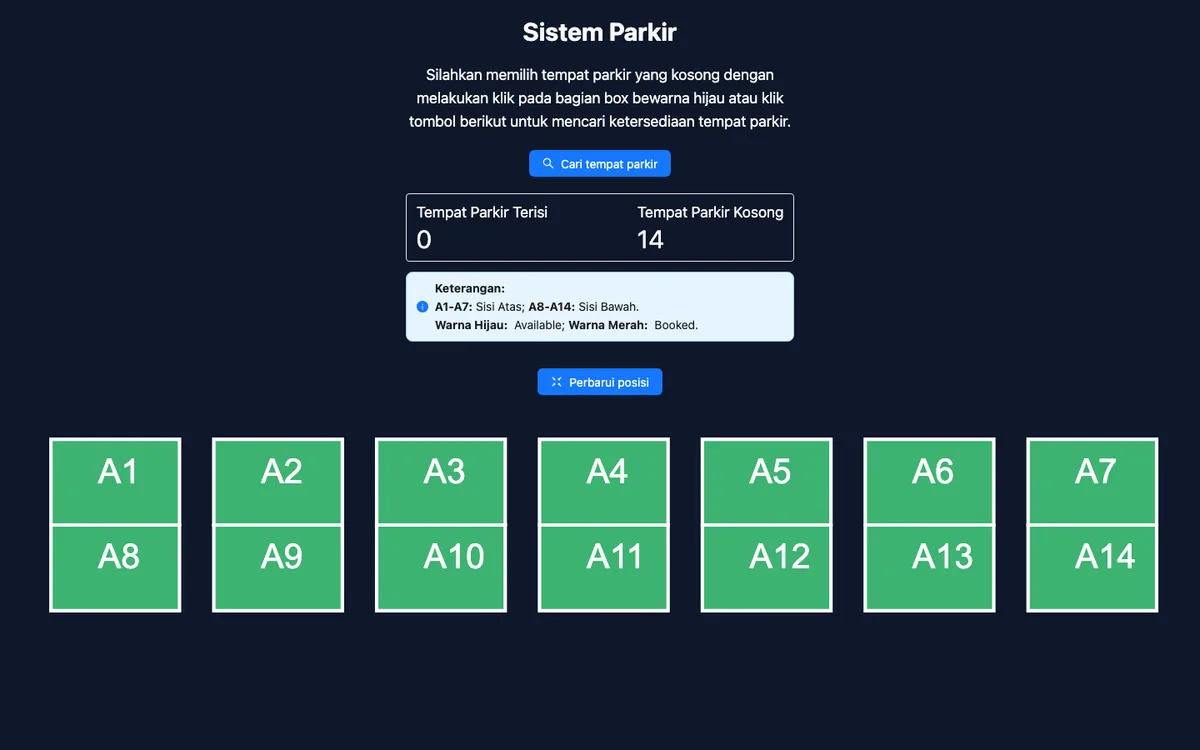 Sistem Parkir
Silahkan memilih tempat parkir yang kosong dengan
melakukan klik pada bagian box bewarna hijau atau klik
tombol berikut untuk mencari ketersediaan tempat parkir.
Cari tempat parkir
Tempat Parkir Terisi Tempat Parkir Kosong
0 14
Keterangan:
A1-A7: Sisi Atas; A8-A14: Sisi Bawah.
Warna Hijau: Available; Warna Merah: Booked.
Perbarui posisi
A1 A2 A3 A4 A5 A6 A7
A8 A9 A10 A11 A12 A13 A14